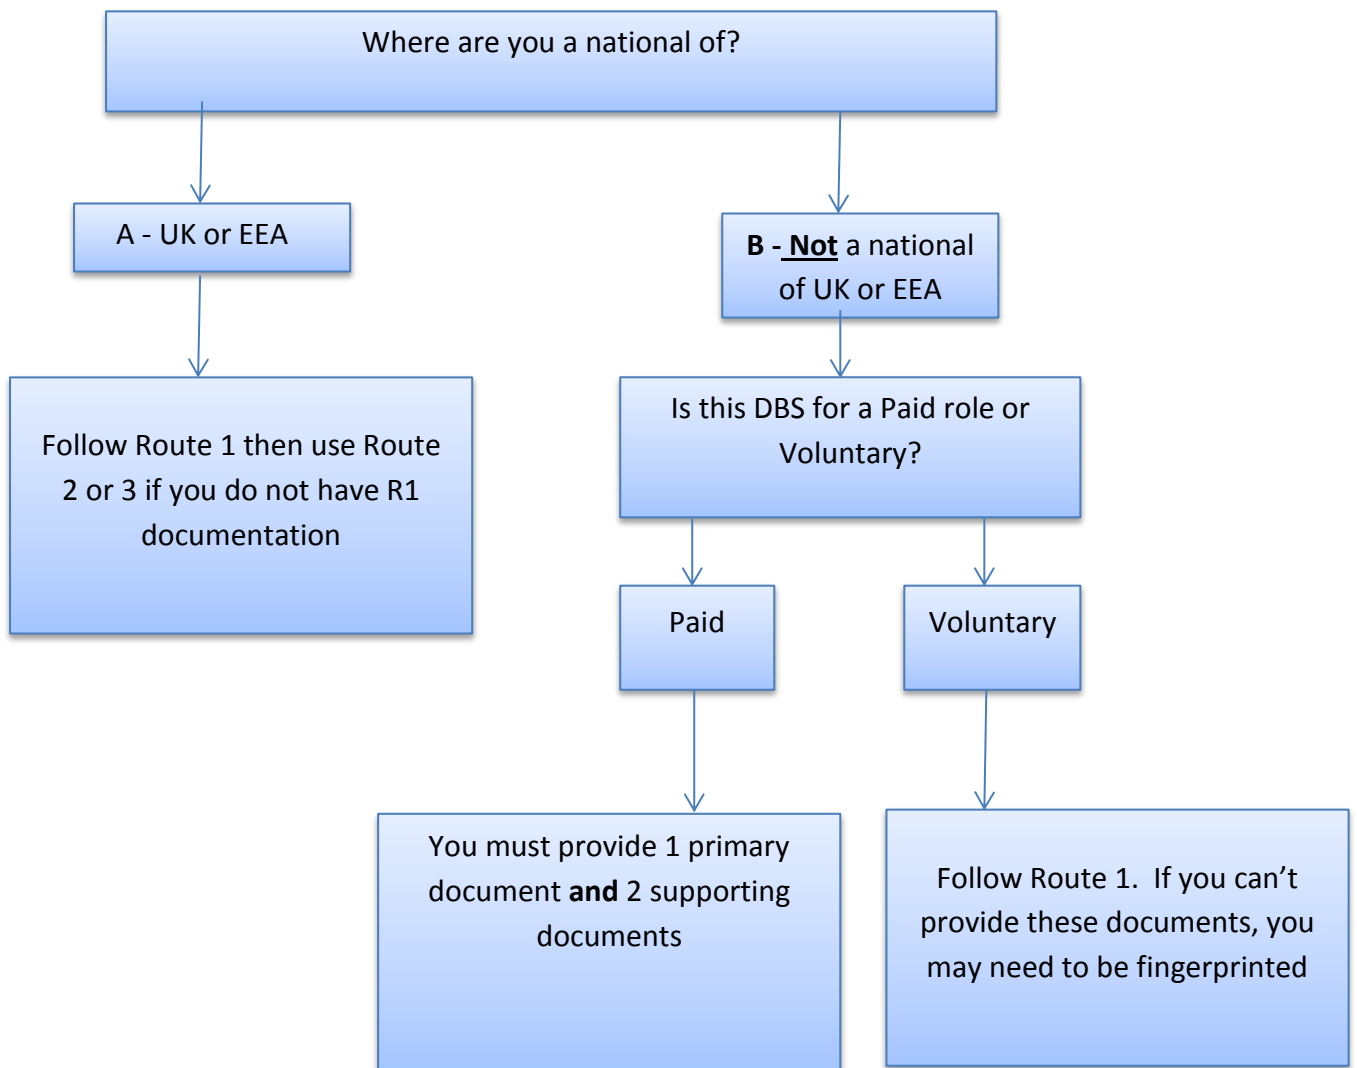 Where are you a national of?
A - UK or EEA
B - Not a national
of UK or EEA
Follow Route 1 then use Route
2 or 3 if you do not have R1
documentation
Is this DBS for a Paid role or
Voluntary?
Paid
Voluntary
You must provide 1 primary
document and 2 supporting
documents
Follow Route 1.  If you can’t
provide these documents, you
may need to be fingerprinted